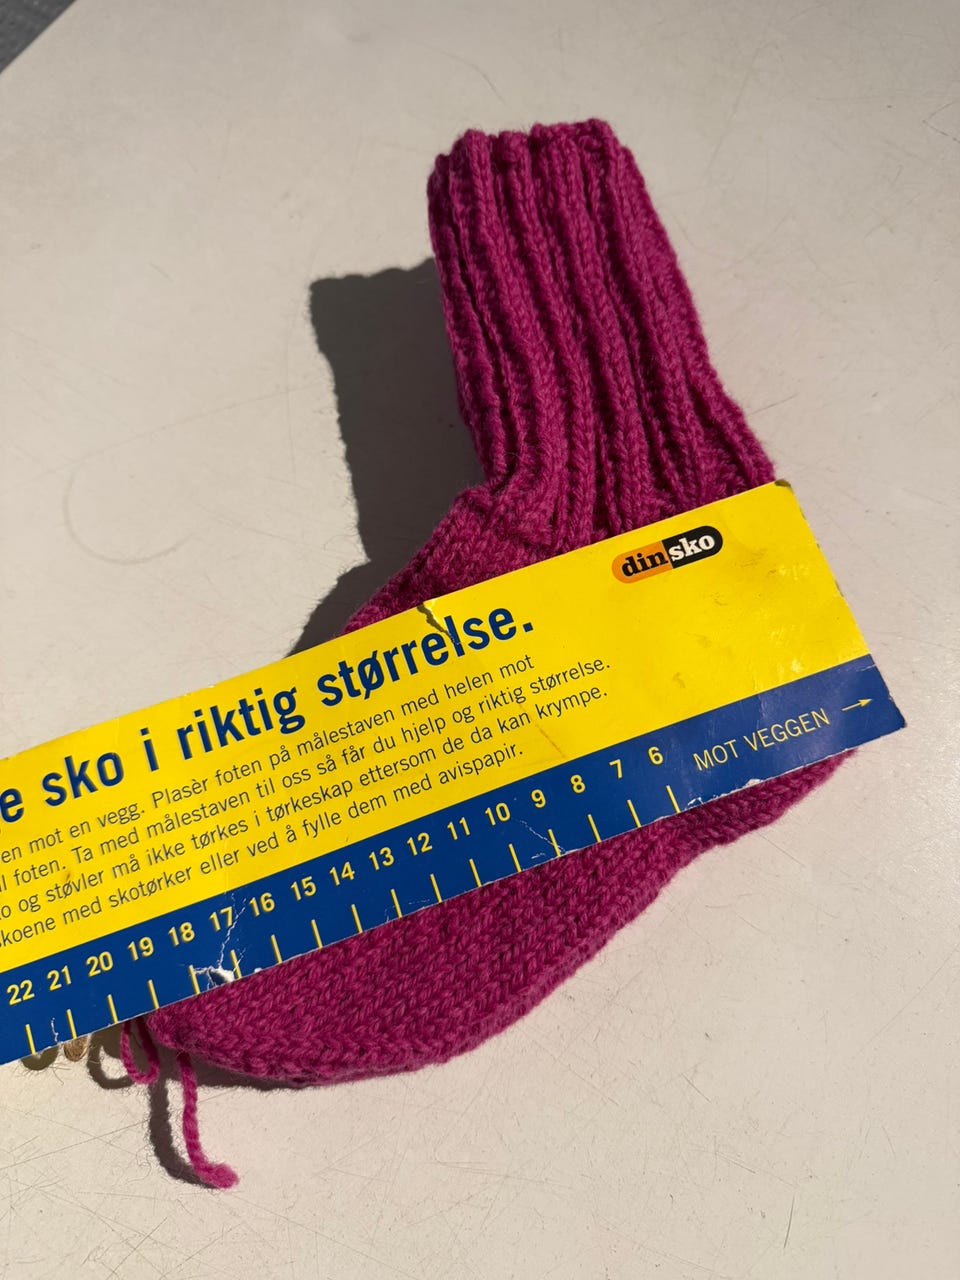 dinsko
e sko i riktig størrelse.
en mot en vegg. Plasèr foten på målestaven med helen mot
ll foten. Ta med målestaven til oss så får du hjelp og riktig størrelse.
o og støvler må ikke tørkes i tørkeskap ettersom de da kan krympe.
skoene med skotørker eller ved å fylle dem med avispapir.
22 21 20 19 18 17 16 15 14 13 12 11 10 9 8 7 6 MOT VEGGEN →